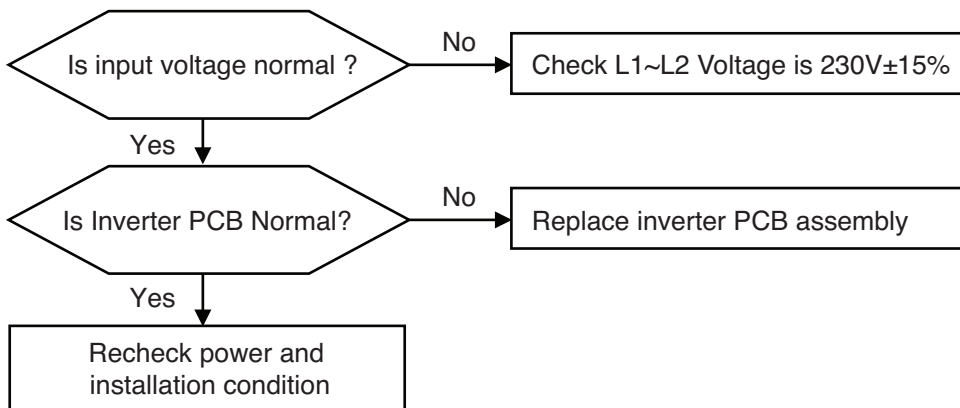 Is input voltage normal ?
No
Check L1~L2 Voltage is 230V±15%
Yes
Is Inverter PCB Normal?
No
Replace inverter PCB assembly
Yes
Recheck power and
installation condition